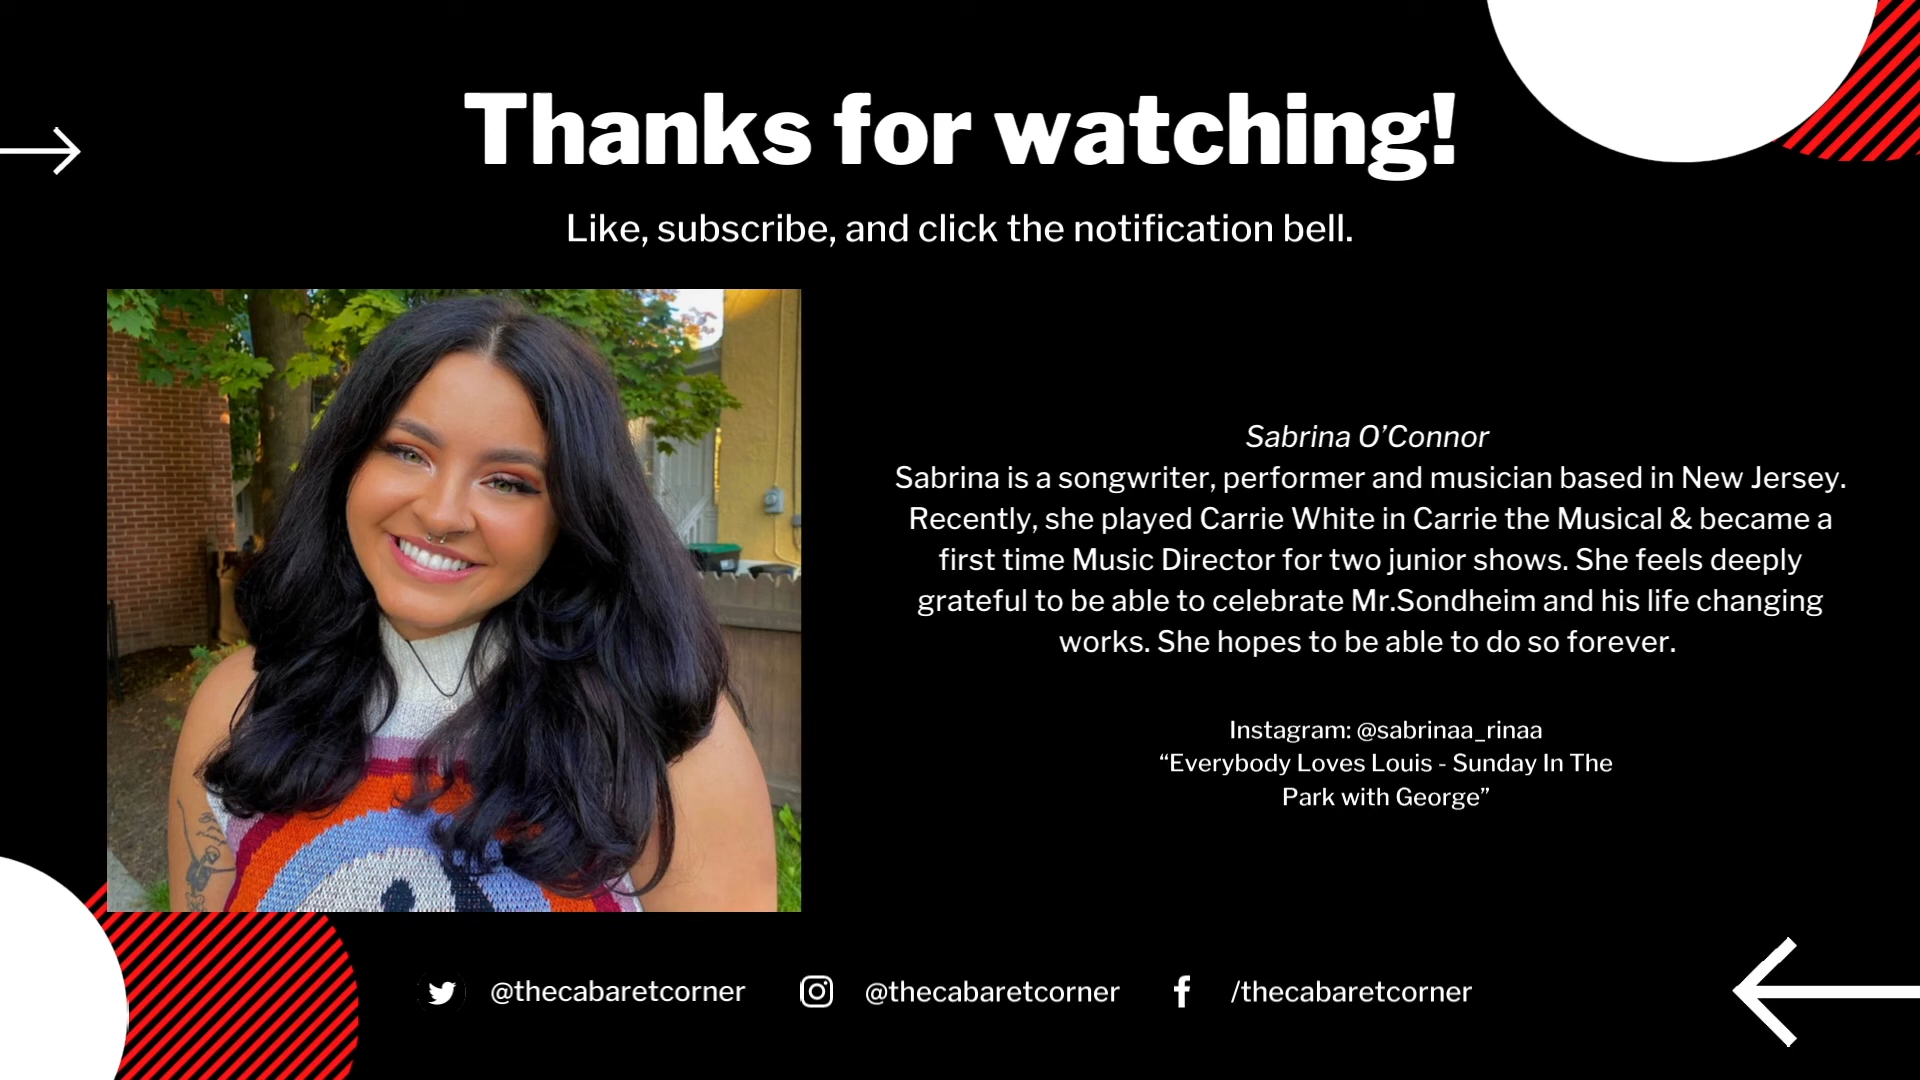 Thanks for watching!
Like, subscribe, and click the notification bell.
Sabrina O’Connor
Sabrina is a songwriter, performer and musician based in New Jersey.
Recently, she played Carrie White in Carrie the Musical & became a
first time Music Director for two junior shows. She feels deeply
grateful to be able to celebrate Mr.Sondheim and his life changing
works. She hopes to be able to do so forever.
Instagram: @sabrinaa_rinaa
“Everybody Loves Louis - Sunday In The
Park with George”
@thecabaretcorner
@thecabaretcorner
/thecabaretcorner